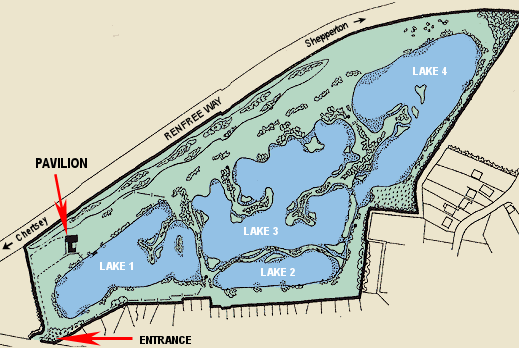 Shepperton
LAKE 4
RENFREE WAY
PAVILION
Chertsey
LAKE 3
LAKE 1
LAKE 2
ENTRANCE